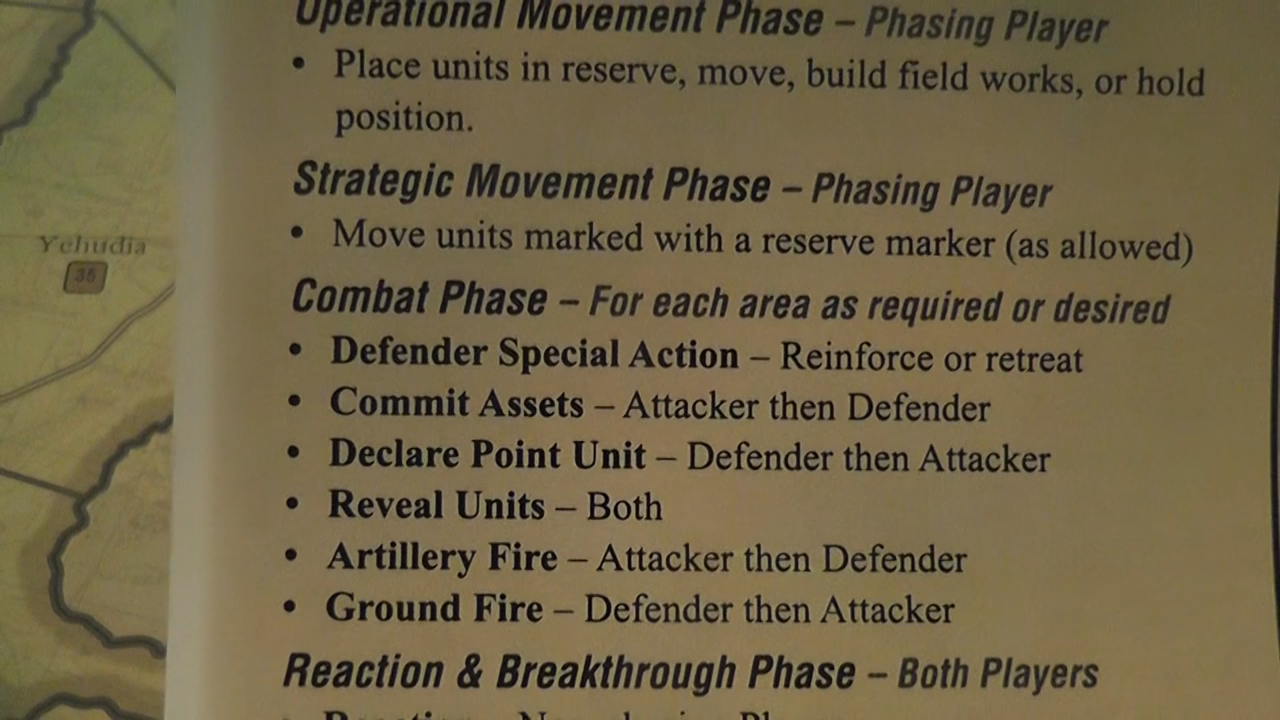 Operational Movement Phase – Phasing Player
• Place units in reserve, move, build field works, or hold
position.
Strategic Movement Phase – Phasing Player
• Move units marked with a reserve marker (as allowed)
Yehudia
35
Combat Phase – For each area as required or desired
• Defender Special Action – Reinforce or retreat
• Commit Assets – Attacker then Defender
• Declare Point Unit – Defender then Attacker
• Reveal Units – Both
• Artillery Fire – Attacker then Defender
• Ground Fire – Defender then Attacker
Reaction & Breakthrough Phase – Both Players